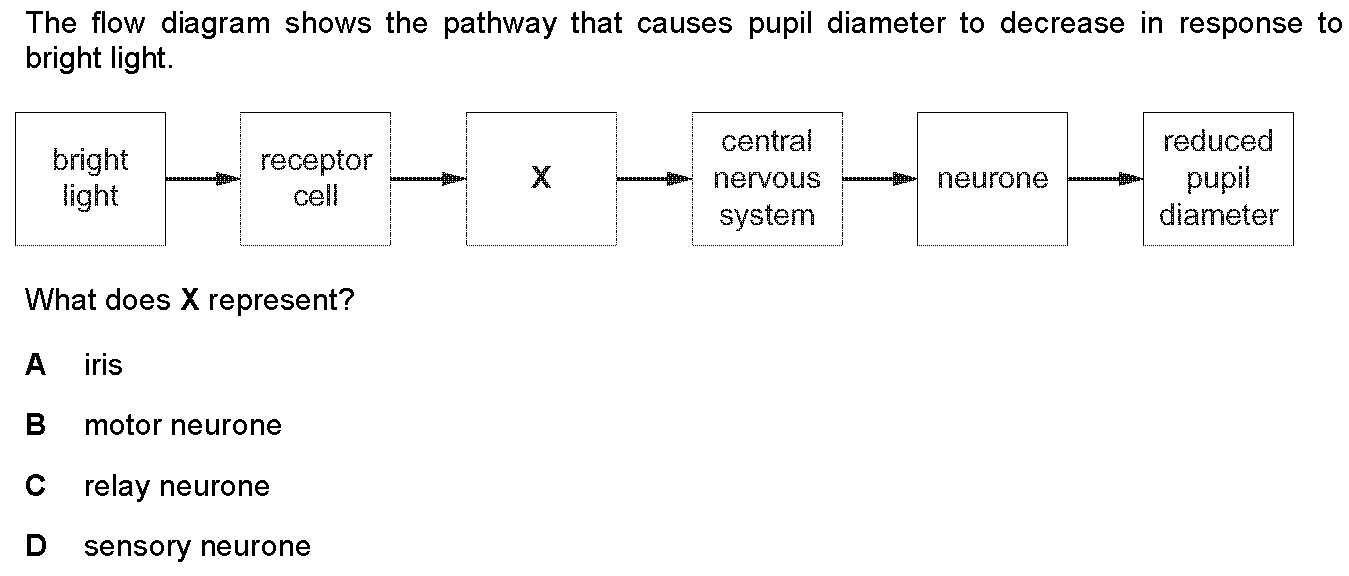 The flow diagram shows the pathway that causes pupil diameter to decrease in response to
bright light.
bright
light
receptor
cell
X
central
nervous
system
neurone
reduced
pupil
diameter
What does X represent?
A iris
B motor neurone
C relay neurone
D sensory neurone